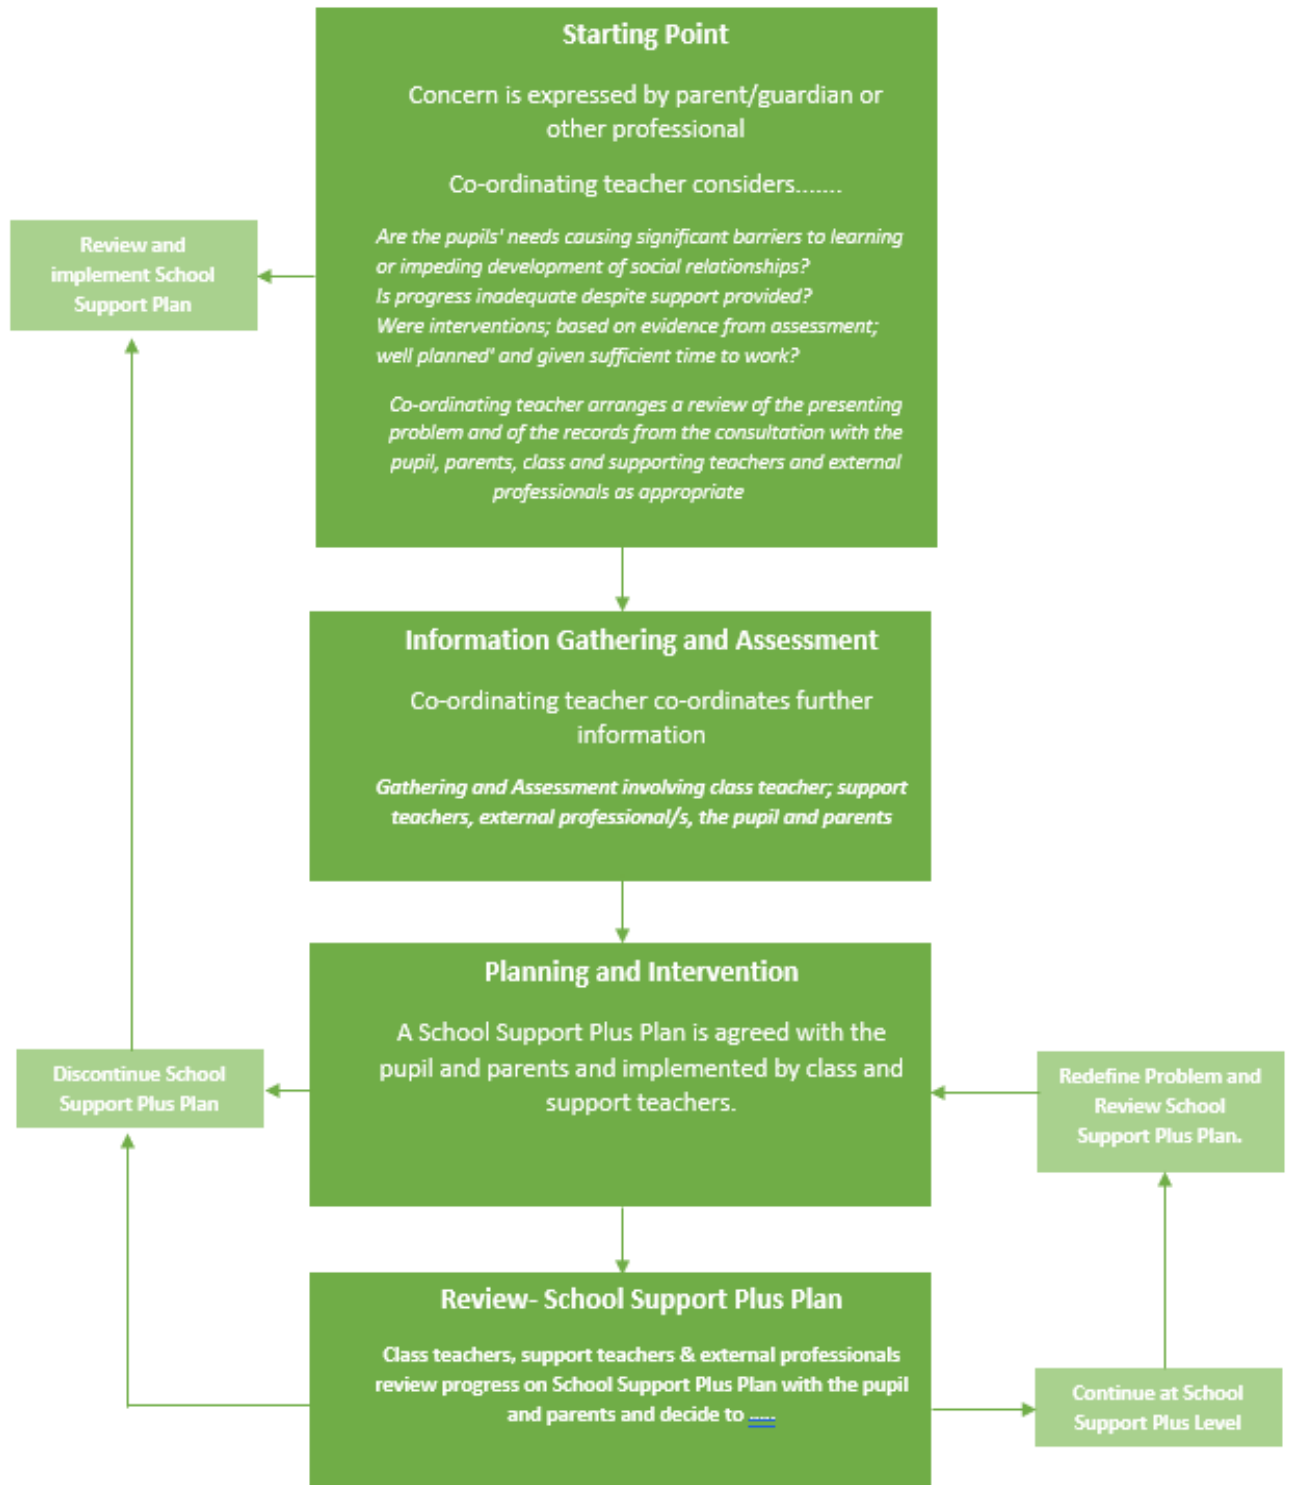 Starting Point
Concern is expressed by parent/guardian or
other professional
Co-ordinating teacher considers.......
Are the pupils' needs causing significant barriers to learning
or impeding development of social relationships?
Is progress inadequate despite support provided?
Were interventions; based on evidence from assessment;
well planned' and given sufficient time to work?
Co-ordinating teacher arranges a review of the presenting
problem and of the records from the consultation with the
pupil, parents, class and supporting teachers and external
professionals as appropriate
Review and
implement School
Support Plan
Information Gathering and Assessment
Co-ordinating teacher co-ordinates further
information
Gathering and Assessment involving class teacher; support
teachers, external professional/s, the pupil and parents
Planning and Intervention
A School Support Plus Plan is agreed with the
pupil and parents and implemented by class and
support teachers.
Discontinue School
Support Plus Plan
Redefine Problem and
Review School
Support Plus Plan.
Review- School Support Plus Plan
Class teachers, support teachers & external professionals
review progress on School Support Plus Plan with the pupil
and parents and decide to .....
Continue at School
Support Plus Level